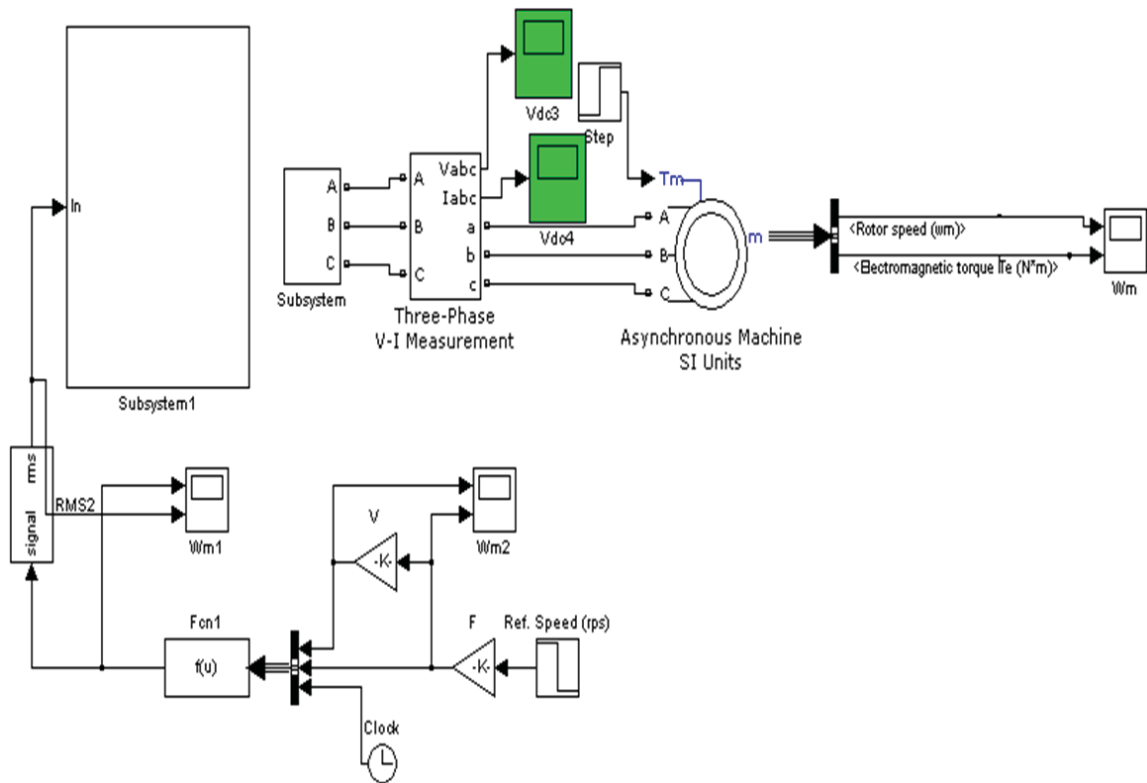 In
Subsystem1
A
B
C
Subsystem
A
B
C
Vabc
Iabc
a
b
c
Three-Phase
V-I Measurement
Vdc3
Vdc4
Step
Tm
A
B
C
m
Asynchronous Machine
SI Units
<Rotor speed (wm)>
<Electromagnetic torque Te (N*m)>
Wm
signal rms
RMS2
Wm1
V
-K-
Wm2
Fcn1
f(u)
F
-K-
Ref. Speed (rps)
Clock